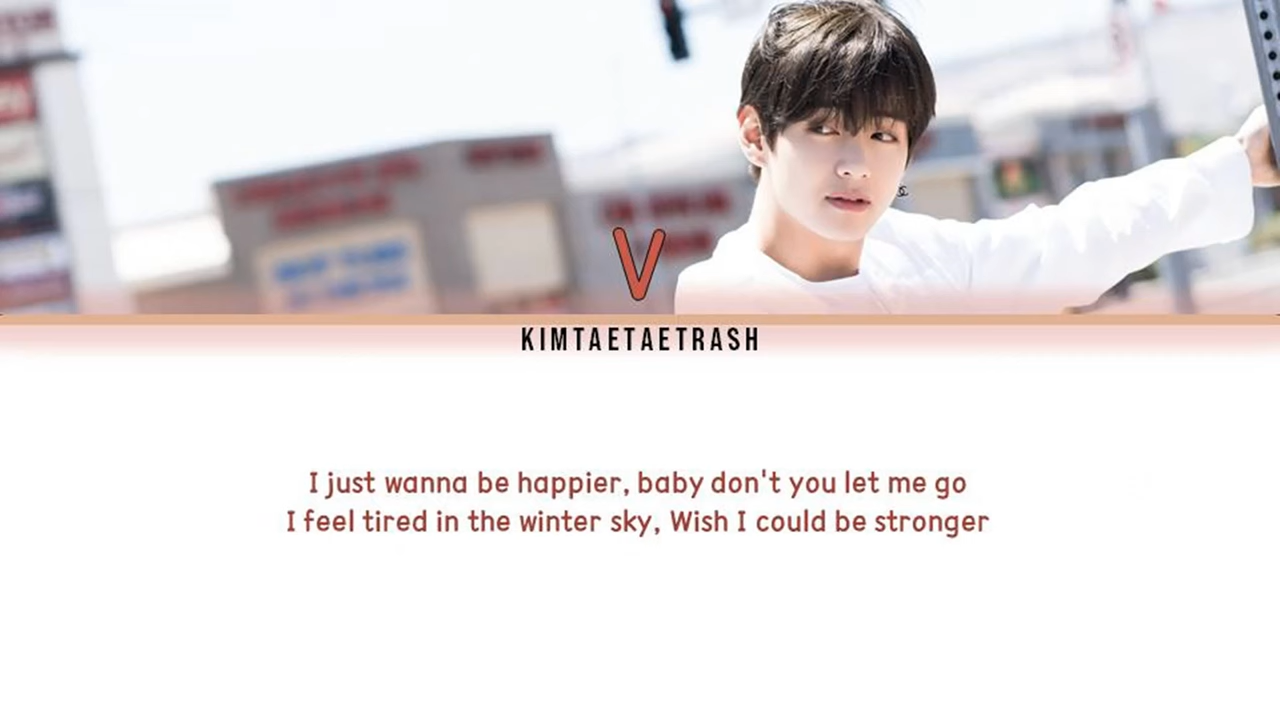 V
KIMTAETAETRASH
I just wanna be happier, baby don't you let me go
I feel tired in the winter sky, Wish I could be stronger